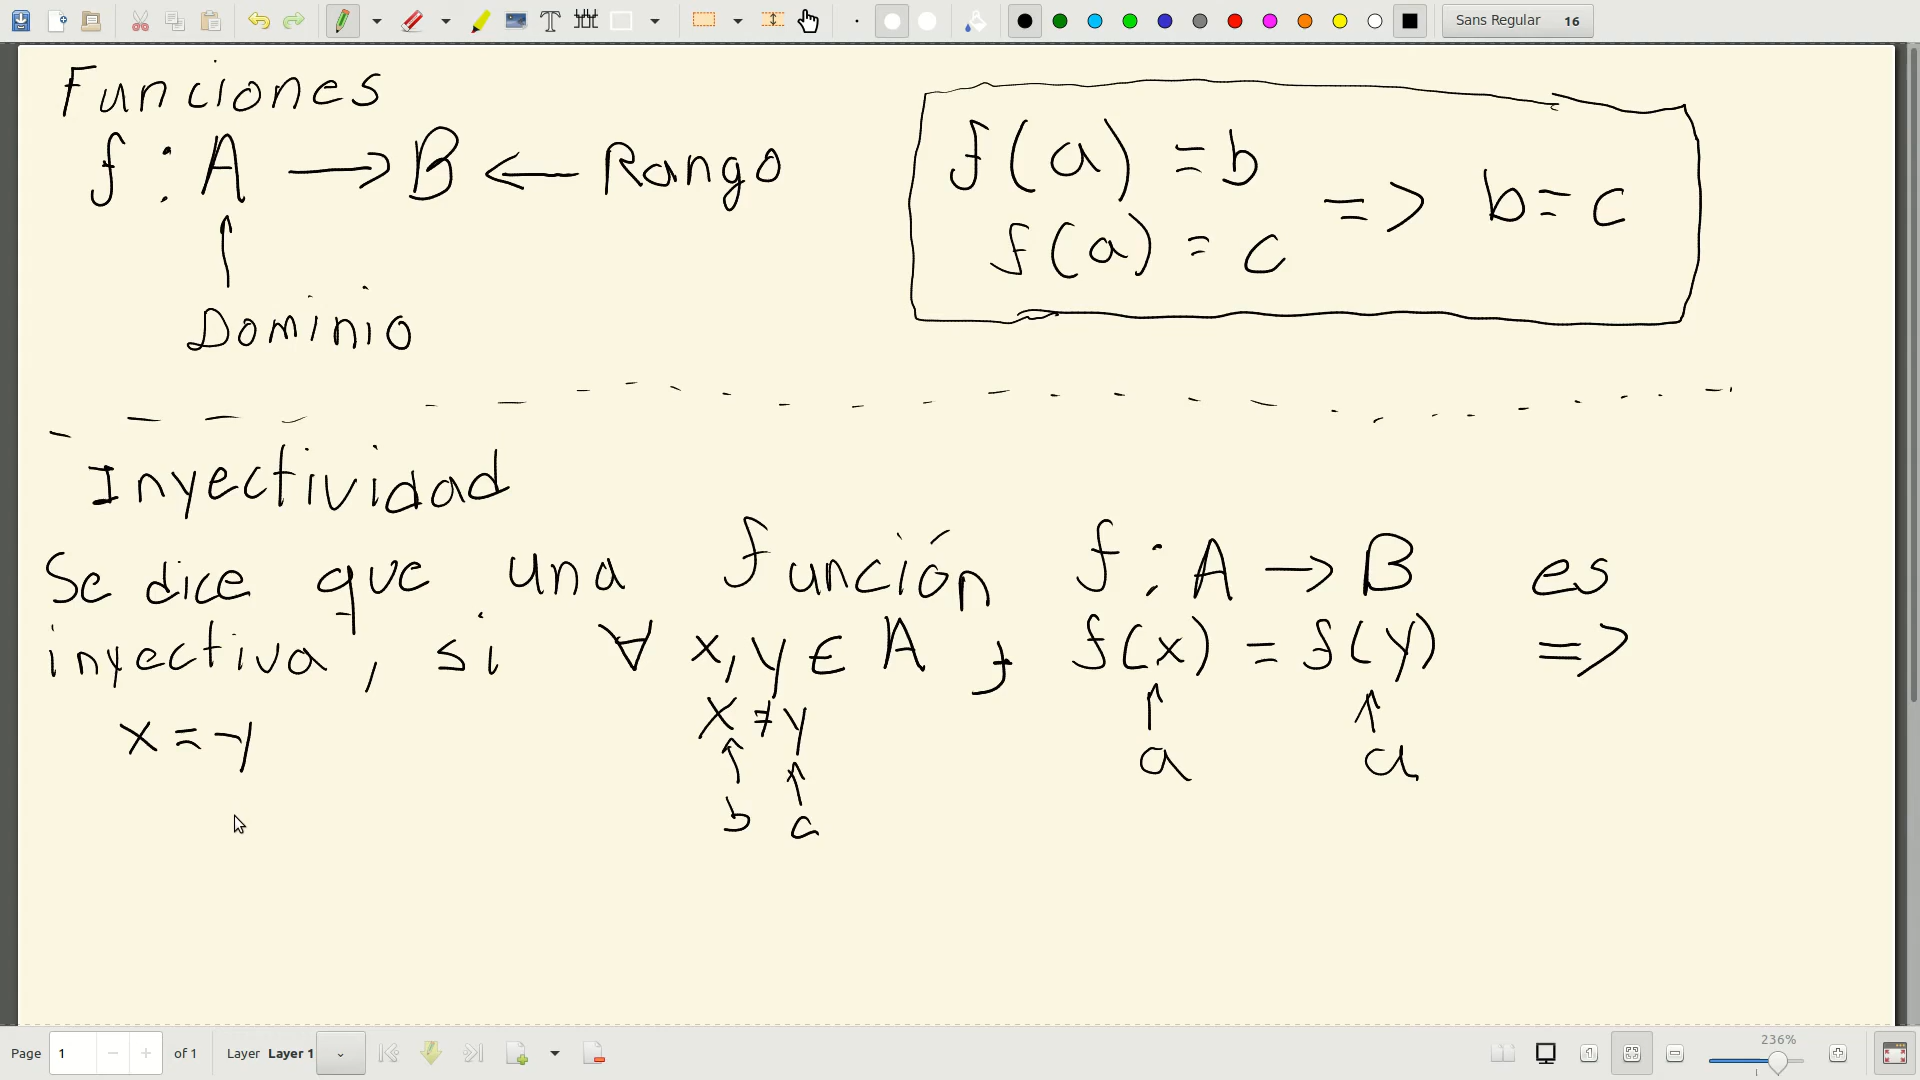 Sans Regular 16
Funciones
f : A → B ← Rango
↑
Dominio
f(a) = b
f(a) = c
=> b = c
Inyectividad
Se dice que una función f : A → B es
inyectiva, si ∀ x, y ∈ A, f(x) = f(y) =>
x = y
x ≠ y
↑ ↑
b c
↑ ↑
a a
Page 1 of 1 Layer Layer 1
236%